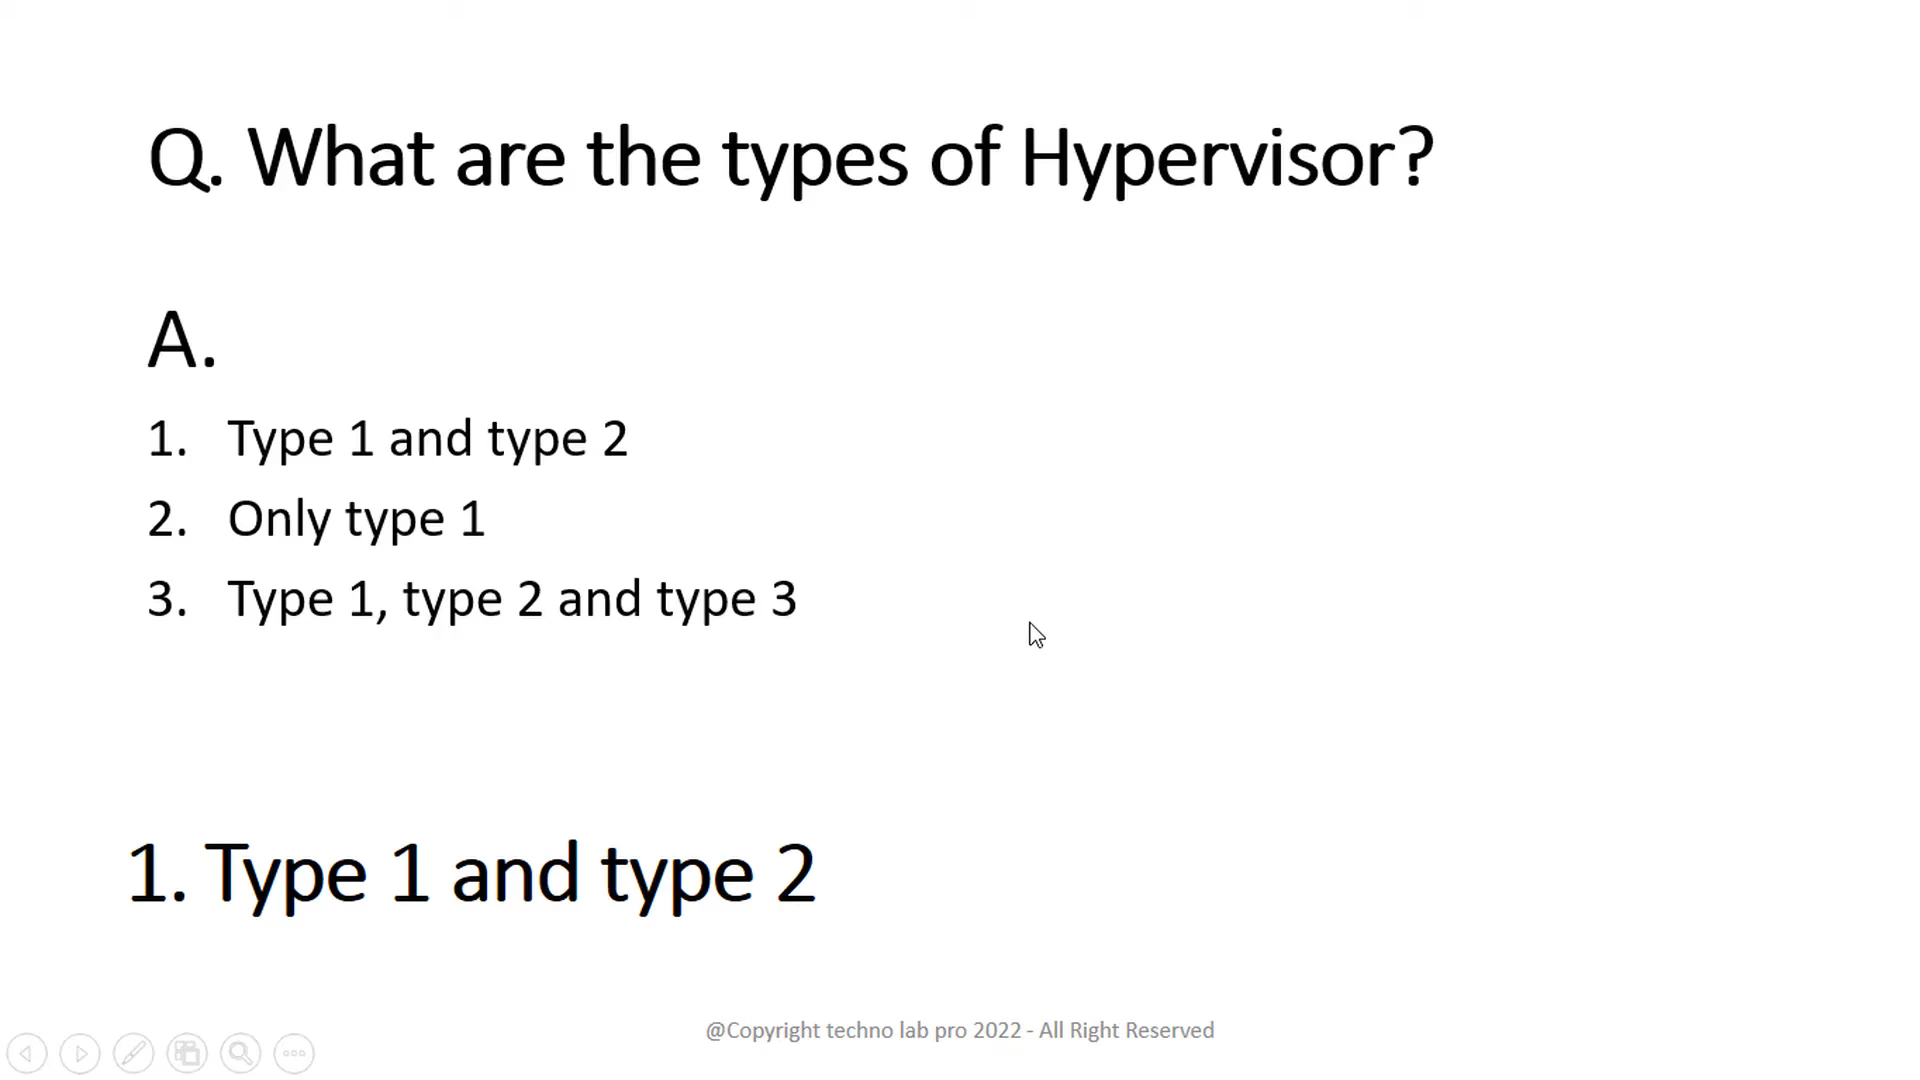 Q. What are the types of Hypervisor?
A.
1. Type 1 and type 2
2. Only type 1
3. Type 1, type 2 and type 3
1. Type 1 and type 2
@Copyright techno lab pro 2022 - All Right Reserved